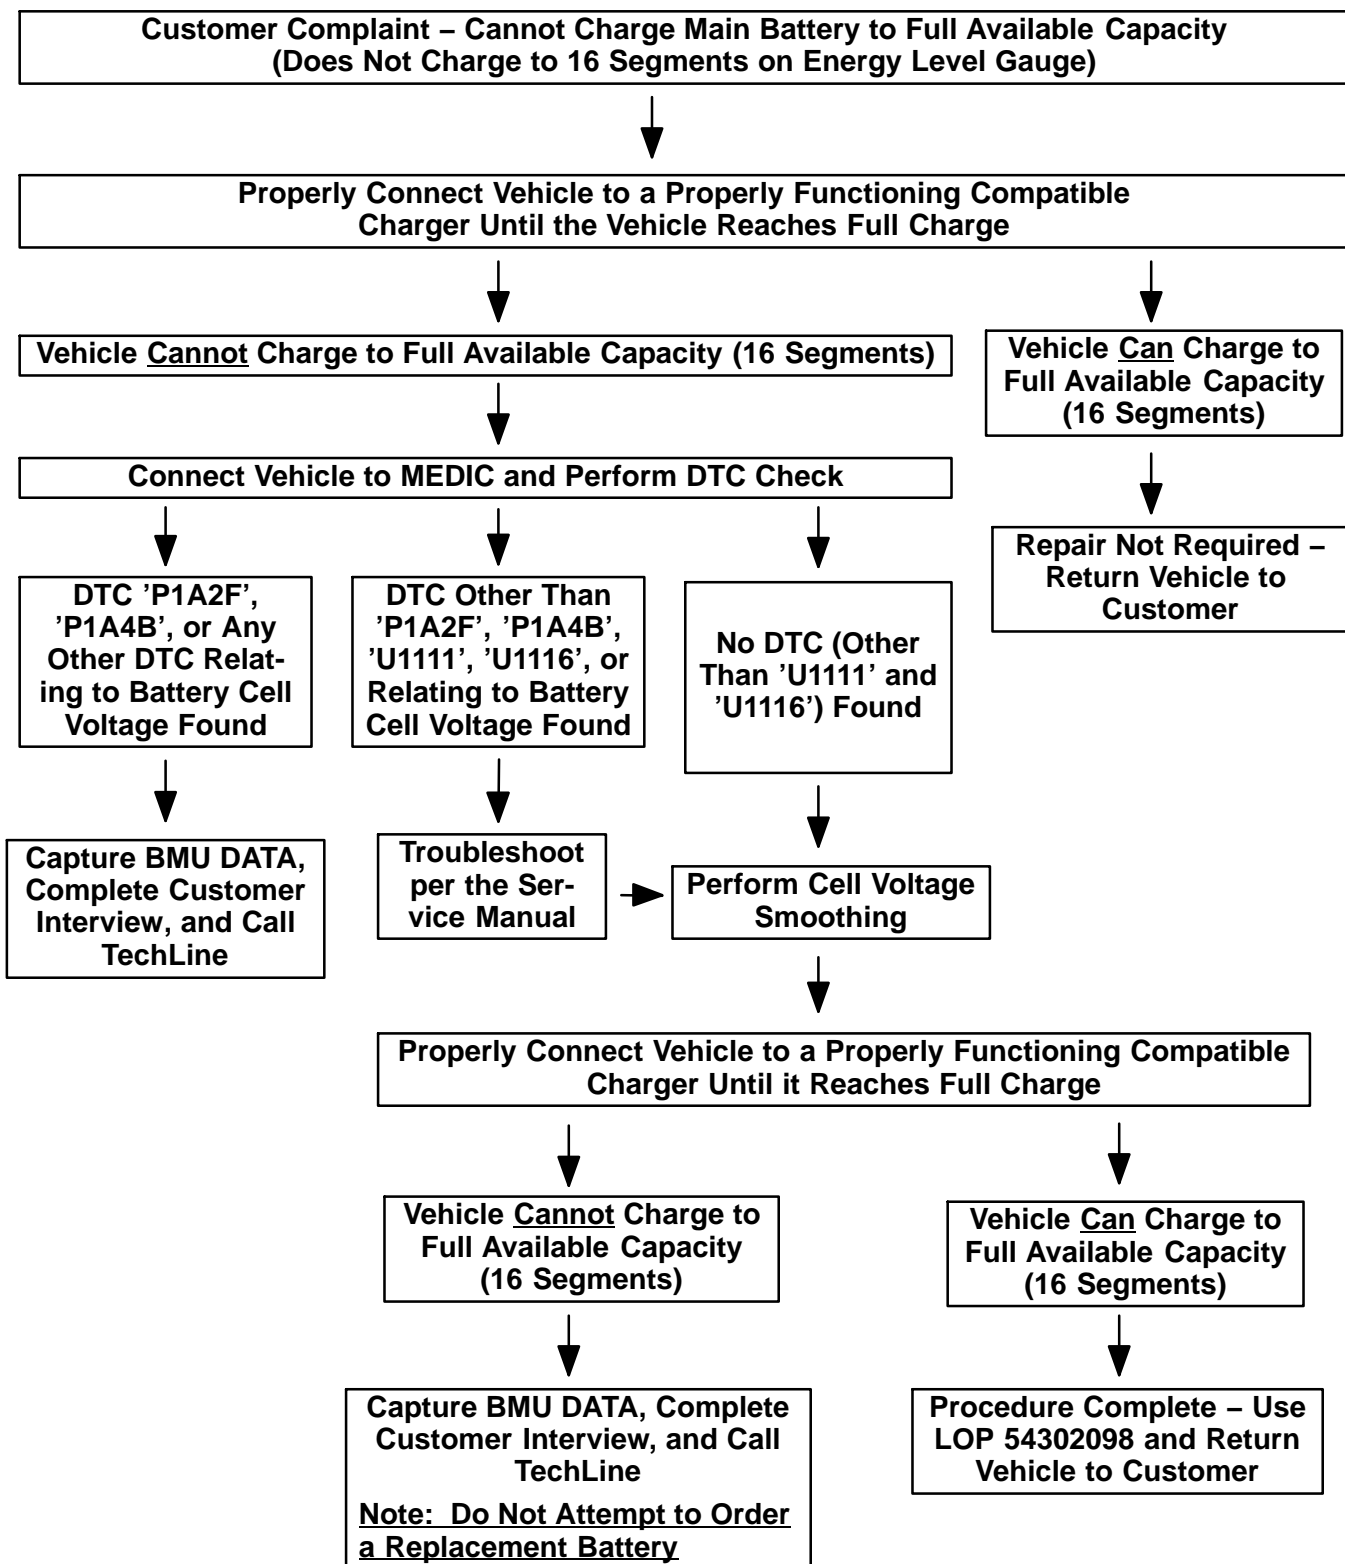 Customer Complaint – Cannot Charge Main Battery to Full Available Capacity
(Does Not Charge to 16 Segments on Energy Level Gauge)
Properly Connect Vehicle to a Properly Functioning Compatible
Charger Until the Vehicle Reaches Full Charge
Vehicle Cannot Charge to Full Available Capacity (16 Segments)
Vehicle Can Charge to
Full Available Capacity
(16 Segments)
Connect Vehicle to MEDIC and Perform DTC Check
Repair Not Required –
Return Vehicle to
Customer
DTC ’P1A2F’,
’P1A4B’, or Any
Other DTC Relat-
ing to Battery Cell
Voltage Found
DTC Other Than
’P1A2F’, ’P1A4B’,
’U1111’, ’U1116’, or
Relating to Battery
Cell Voltage Found
No DTC (Other
Than ’U1111’ and
’U1116’) Found
Capture BMU DATA,
Complete Customer
Interview, and Call
TechLine
Troubleshoot
per the Ser-
vice Manual
Perform Cell Voltage
Smoothing
Properly Connect Vehicle to a Properly Functioning Compatible
Charger Until it Reaches Full Charge
Vehicle Cannot Charge to
Full Available Capacity
(16 Segments)
Vehicle Can Charge to
Full Available Capacity
(16 Segments)
Capture BMU DATA, Complete
Customer Interview, and Call
TechLine
Note: Do Not Attempt to Order
a Replacement Battery
Procedure Complete – Use
LOP 54302098 and Return
Vehicle to Customer